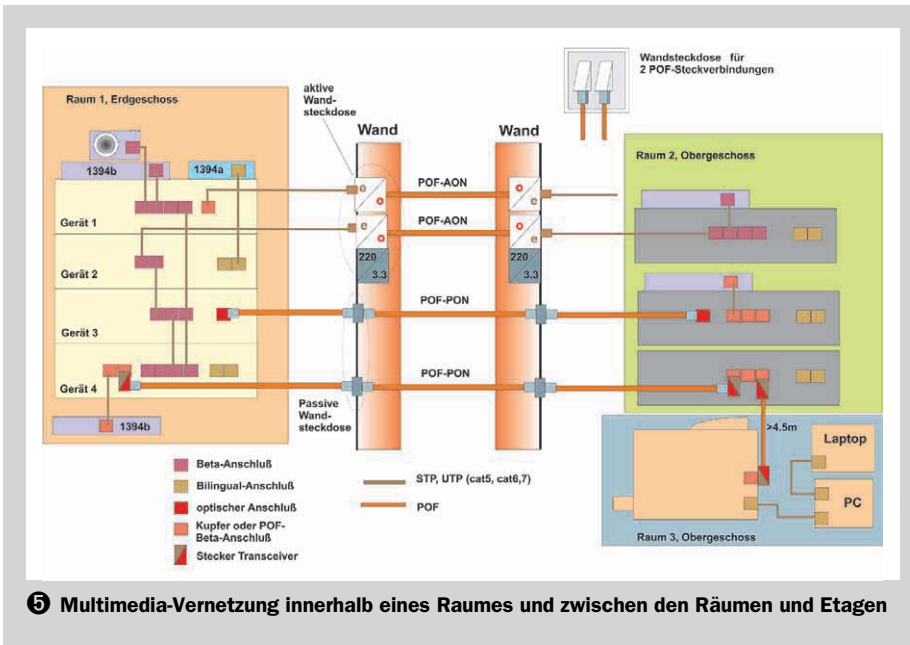 Wandsteckdose für
2 POF-Steckverbindungen
aktive
Wand-
steckdose
Raum 1, Erdgeschoss
Wand
Wand
Raum 2, Obergeschoss
1394b
1394a
e
o
POF-AON
o
e
Gerät 1
e
o
POF-AON
o
e
Gerät 2
220
3.3
220
3.3
POF-PON
Gerät 3
POF-PON
Gerät 4
Passive
Wand-
steckdose
1394b
>4.5m
Laptop
PC
Raum 3, Obergeschoss
Beta-Anschluß
Bilingual-Anschluß
optischer Anschluß
Kupfer oder POF-
Beta-Anschluß
Stecker Transceiver
STP, UTP (cat5, cat6,7)
POF
❺ Multimedia-Vernetzung innerhalb eines Raumes und zwischen den Räumen und Etagen